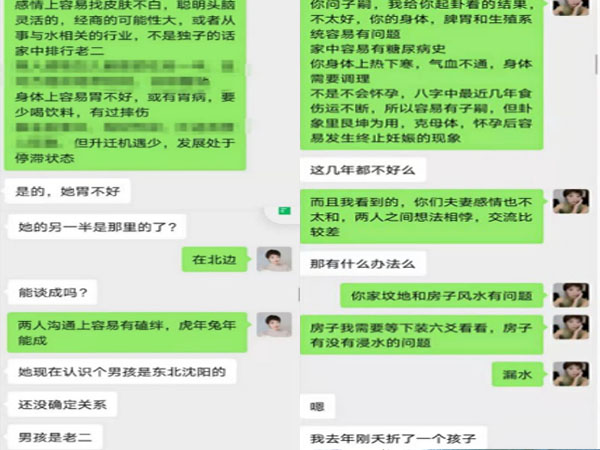 感情上容易找皮肤不白，聪明头脑
灵活的，经商的可能性大，或者从
事与水相关的行业，不是独子的话
家中排行老二
身体上容易胃不好，或有胃病，要
少喝饮料，有过摔伤
但升迁机遇少，发展处于
停滞状态
是的，她胃不好
她的另一半是那里的了？
在北边
能谈成吗？
两人沟通上容易有磕绊，虎年兔年
能成
她现在认识个男孩是东北沈阳的
还没确定关系
男孩是老二
你问子嗣，我给你起卦看的结果，
不太好，你的身体，脾胃和生殖系
统容易有问题
家中容易有糖尿病史
你身体上热下寒，气血不通，身体
需要调理
不是不会怀孕，八字中最近几年食
伤运不断，所以容易有子嗣，但卦
象里艮坤为用，克母体，怀孕后容
易发生终止妊娠的现象
这几年都不好么
而且我看到的，你们夫妻感情也不
太和，两人之间想法相悖，交流比
较差
那有什么办法么
你家坟地和房子风水有问题
房子我需要等下装六爻看看，房子
有没有浸水的问题
漏水
嗯
我去年刚夭折了一个孩子